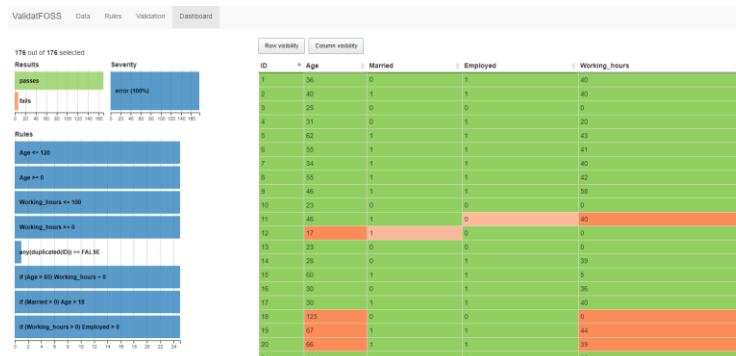 ValidatFOSS Data Rules Validation Dashboard
176 out of 176 selected
Results Severity
passes
fails
error (100%)
0 20 40 60 80 100 120 140 160 0 20 40 60 80 100 120 140 160
Rules
Age <= 120
Age >= 0
Working_hours <= 100
Working_hours >= 0
any(duplicated(ID)) == FALSE
if (Age > 65) Working_hours = 0
if (Married > 0) Age > 18
if (Working_hours > 0) Employed > 0
0 2 4 6 8 10 12 14 16 18 20 22 24
Row visibility Column visibility
ID Age Married Employed Working_hours
1 36 0 1 40
2 40 1 1 40
3 25 0 0 0
4 31 0 1 20
5 62 1 1 43
6 55 1 1 41
7 34 1 1 40
8 55 1 1 42
9 46 1 1 58
10 23 0 0 0
11 46 1 0 40
12 17 1 0 0
13 23 0 0 0
14 28 0 1 39
15 60 1 1 5
16 30 0 1 36
17 30 1 1 40
18 125 0 0 0
19 67 1 1 44
20 66 1 1 39